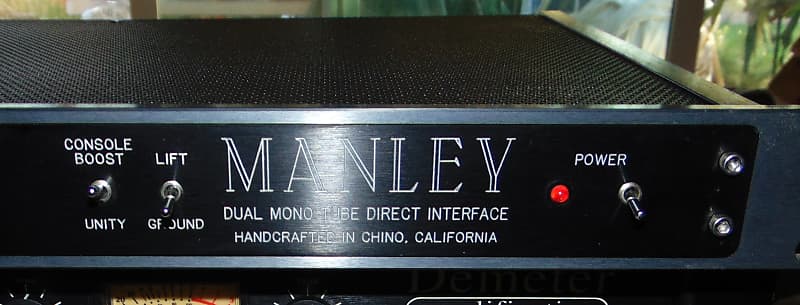 CONSOLE
BOOST
LIFT
MANLEY
POWER
UNITY
GROUND
DUAL MONO TUBE DIRECT INTERFACE
HANDCRAFTED IN CHINO, CALIFORNIA
Demeter